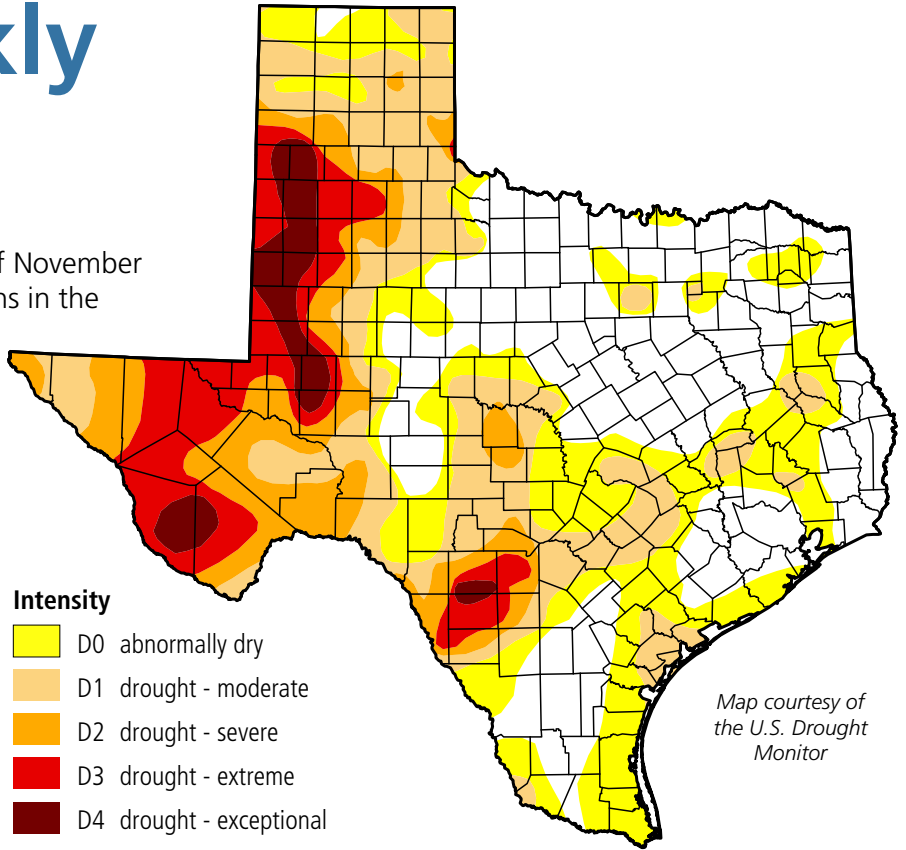 kly
f November
ns in the
Intensity
D0 abnormally dry
D1 drought - moderate
D2 drought - severe
D3 drought - extreme
D4 drought - exceptional
Map courtesy of
the U.S. Drought
Monitor